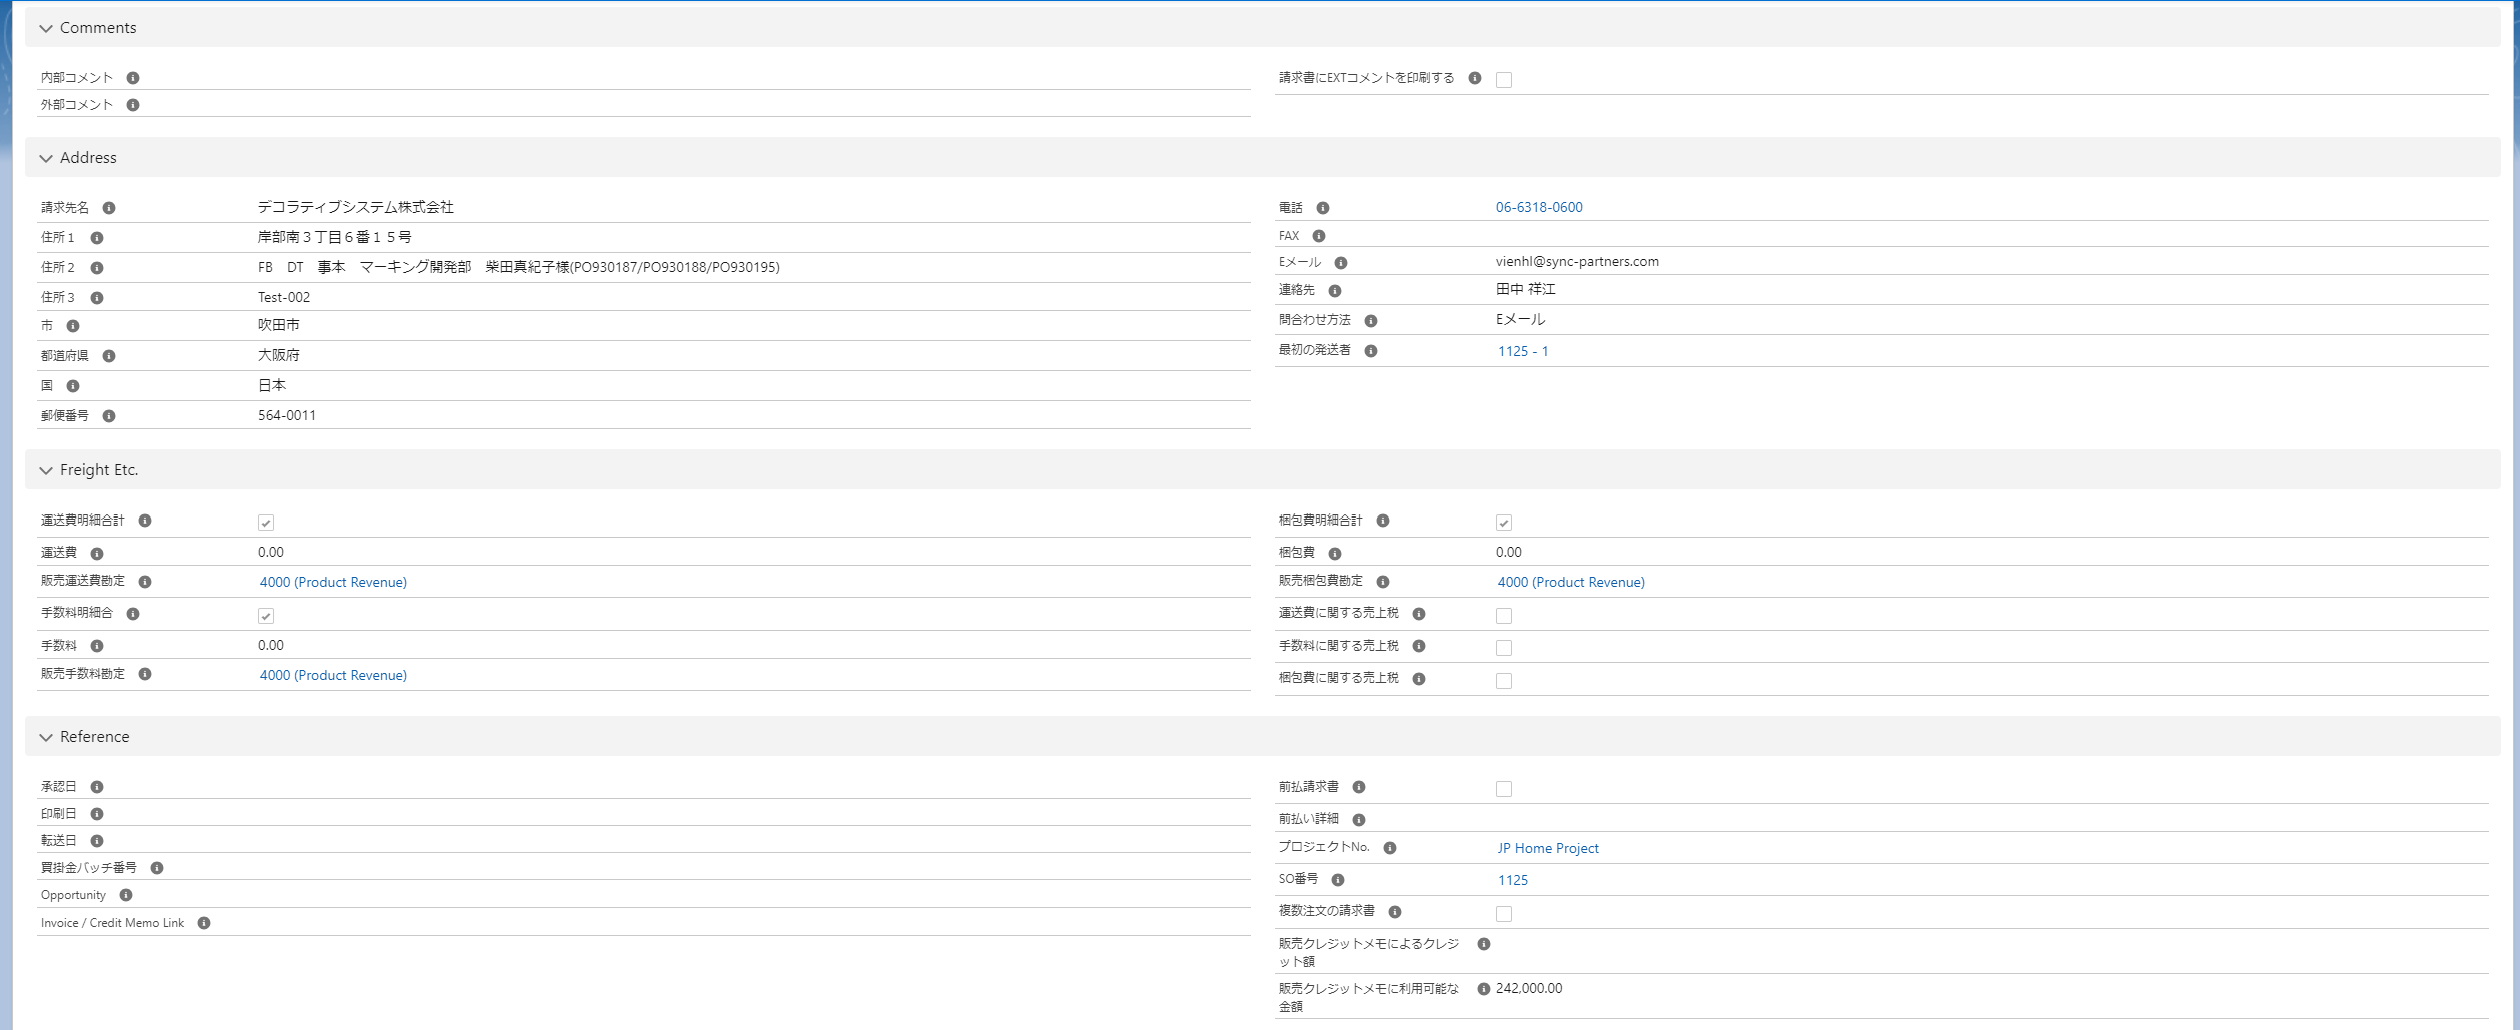 Comments
内部コメント
請求書にEXTコメントを印刷する
外部コメント
Address
請求先名 デコラティブシステム株式会社
電話 06-6318-0600
住所１ 岸部南３丁目６番１５号
FAX
住所２ FB　DT　事本　マーキング開発部　柴田真紀子様(PO930187/PO930188/PO930195)
Eメール vienhl@sync-partners.com
住所３ Test-002
連絡先 田中 祥江
市 吹田市
問合わせ方法 Eメール
都道府県 大阪府
最初の発送者 1125 - 1
国 日本
郵便番号 564-0011
Freight Etc.
運送費明細合計
梱包費明細合計
運送費 0.00
梱包費 0.00
販売運送費勘定 4000 (Product Revenue)
販売梱包費勘定 4000 (Product Revenue)
手数料明細合
運送費に関する売上税
手数料 0.00
手数料に関する売上税
販売手数料勘定 4000 (Product Revenue)
梱包費に関する売上税
Reference
承認日
前払請求書
印刷日
前払い詳細
転送日
プロジェクトNo. JP Home Project
買掛金バッチ番号
SO番号 1125
Opportunity
複数注文の請求書
Invoice / Credit Memo Link
販売クレジットメモによるクレジ
ット額
販売クレジットメモに利用可能な 242,000.00
金額